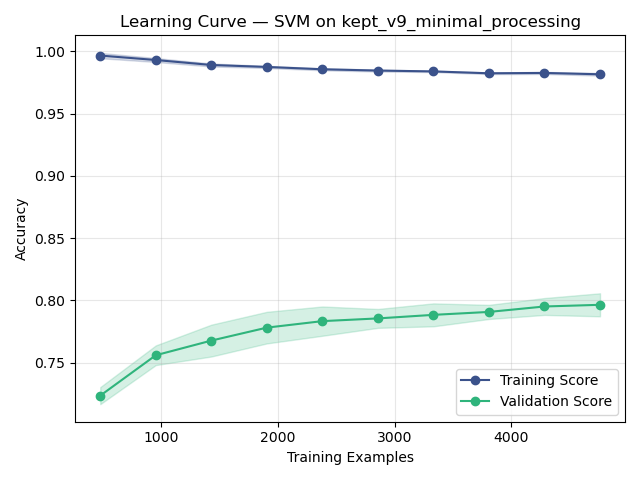 Learning Curve — SVM on kept_v9_minimal_processing
1.00
0.95
0.90
0.85
0.80
0.75
Accuracy
1000
2000
3000
4000
Training Examples
Training Score
Validation Score